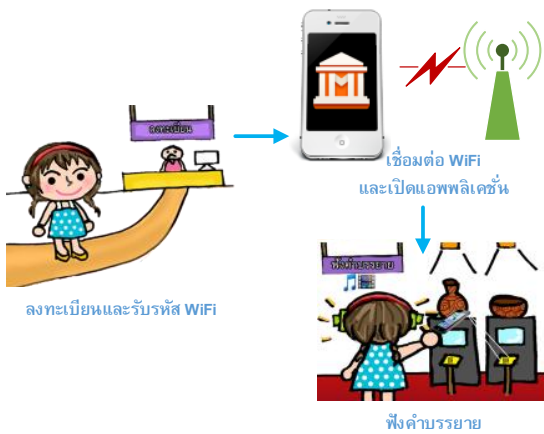 ลงทะเบียน
เชื่อมต่อ WiFi
และเปิดแอพพลิเคชั่น
ฟังคำบรรยาย
ลงทะเบียนและรับรหัส WiFi
ฟังคำบรรยาย